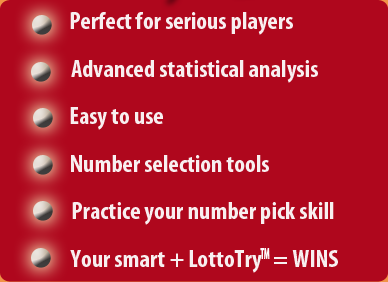 Perfect for serious players
Advanced statistical analysis
Easy to use
Number selection tools
Practice your number pick skill
Your smart + LottoTry™ = WINS